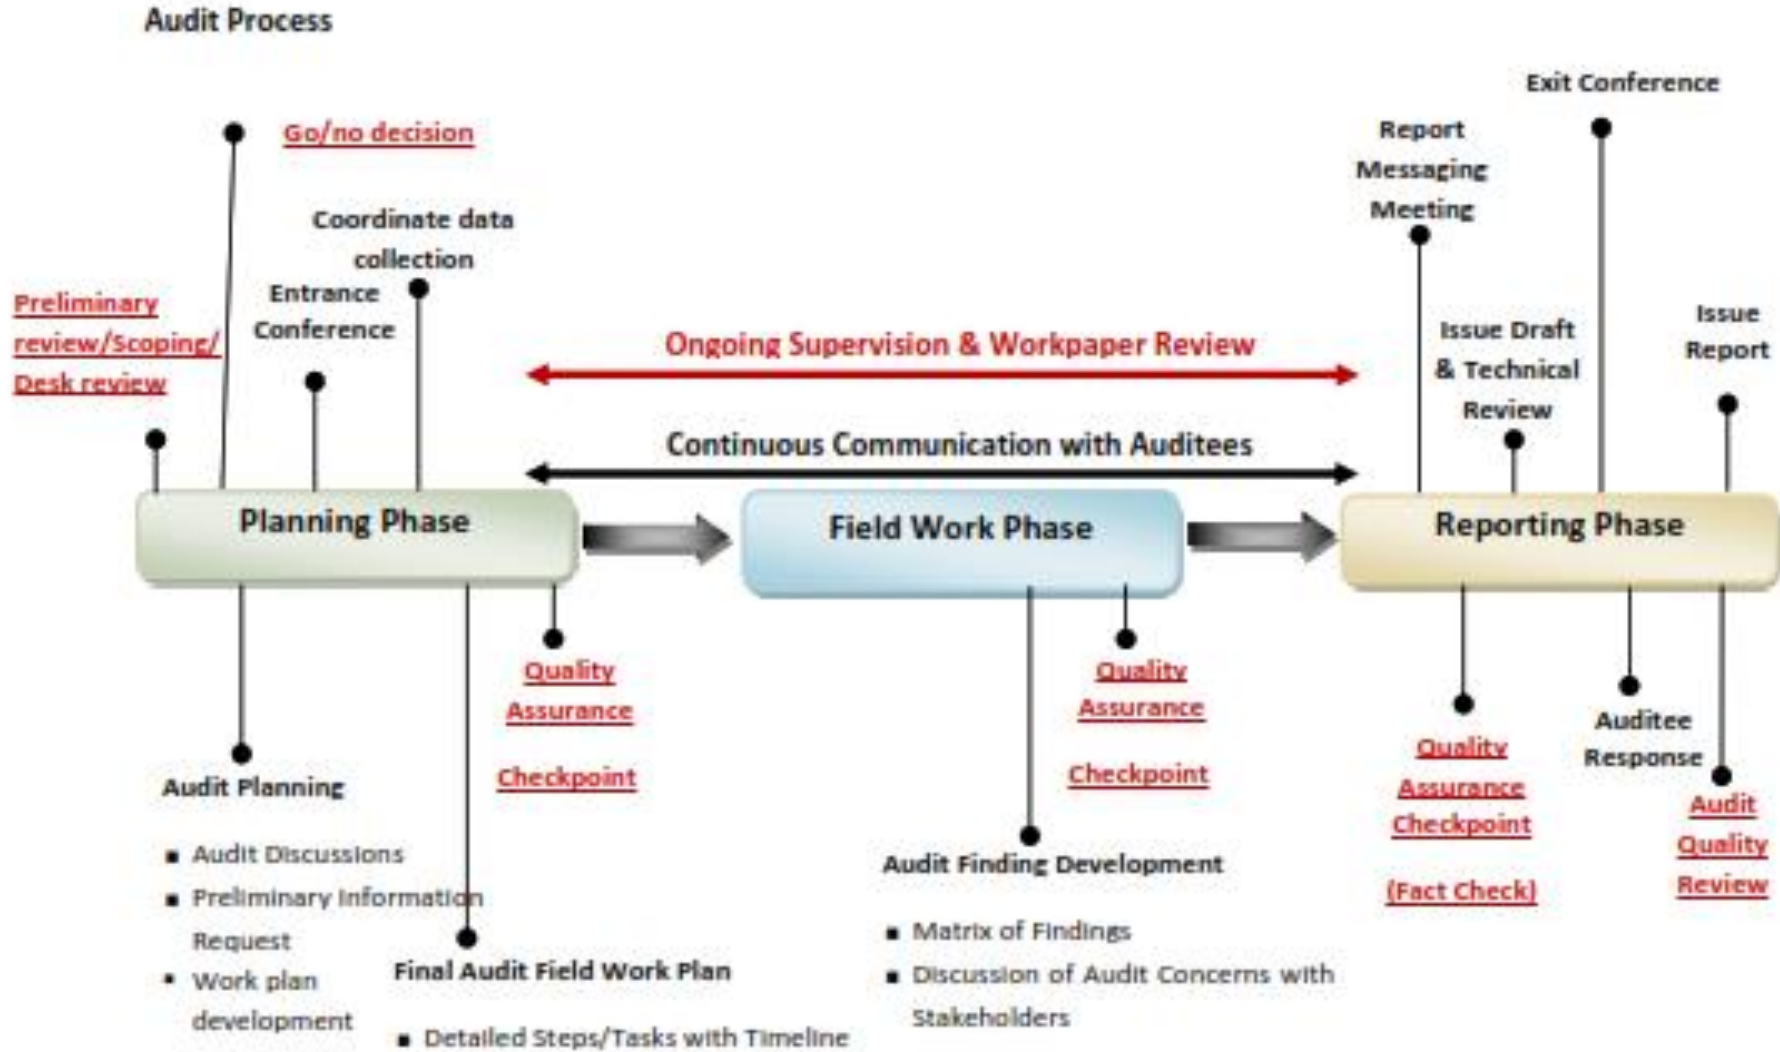 Audit Process
Go/no decision
Coordinate data
collection
Preliminary
review/Scoping/
Desk review
Entrance
Conference
Ongoing Supervision & Workpaper Review
Continuous Communication with Auditees
Report
Messaging
Meeting
Exit Conference
Issue Draft
& Technical
Review
Issue
Report
Planning Phase
Field Work Phase
Reporting Phase
Audit Planning
▪ Audit Discussions
▪ Preliminary Information
Request
▪ Work plan
development
Final Audit Field Work Plan
▪ Detailed Steps/Tasks with Timeline
Quality
Assurance
Checkpoint
Audit Finding Development
▪ Matrix of Findings
▪ Discussion of Audit Concerns with
Stakeholders
Quality
Assurance
Checkpoint
Quality
Assurance
Checkpoint
(Fact Check)
Auditee
Response
Audit
Quality
Review